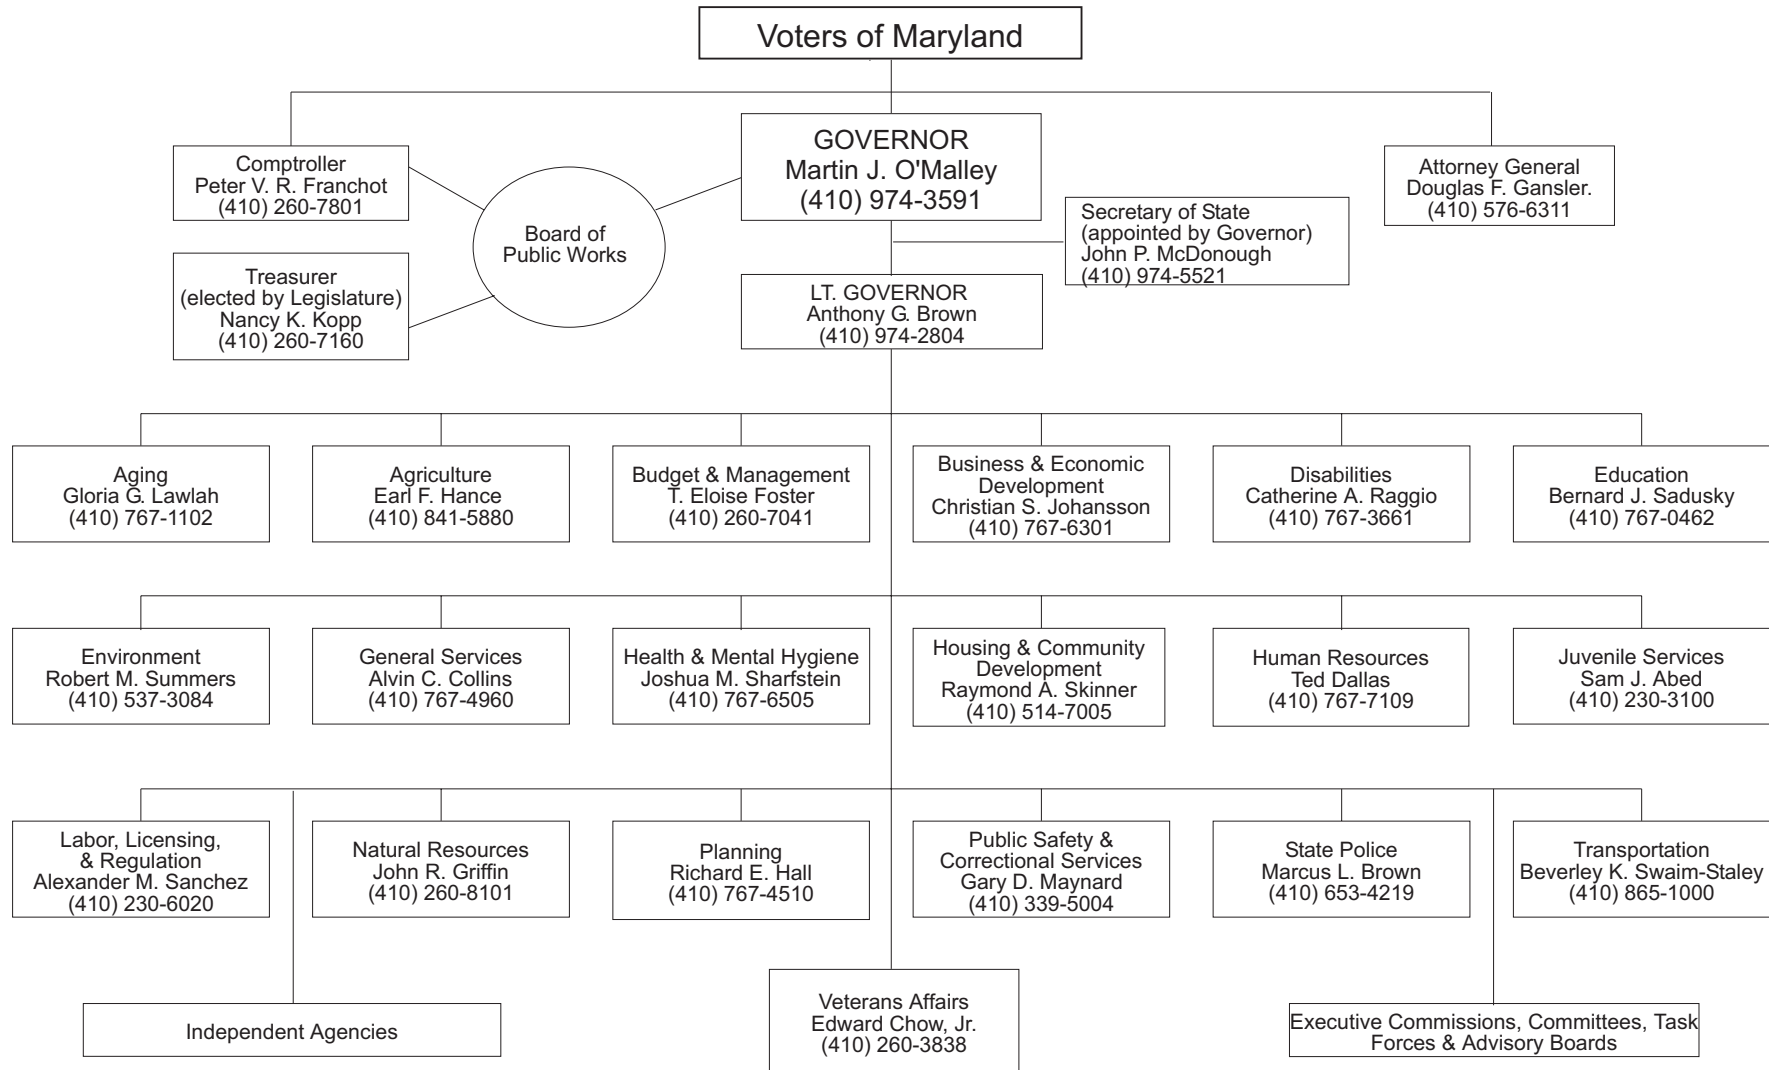 Voters of Maryland
Comptroller
Peter V. R. Franchot
(410) 260-7801
GOVERNOR
Martin J. O'Malley
(410) 974-3591
Attorney General
Douglas F. Gansler.
(410) 576-6311
Board of
Public Works
Secretary of State
(appointed by Governor)
John P. McDonough
(410) 974-5521
Treasurer
(elected by Legislature)
Nancy K. Kopp
(410) 260-7160
LT. GOVERNOR
Anthony G. Brown
(410) 974-2804
Aging
Gloria G. Lawlah
(410) 767-1102
Agriculture
Earl F. Hance
(410) 841-5880
Budget & Management
T. Eloise Foster
(410) 260-7041
Business & Economic
Development
Christian S. Johansson
(410) 767-6301
Disabilities
Catherine A. Raggio
(410) 767-3661
Education
Bernard J. Sadusky
(410) 767-0462
Environment
Robert M. Summers
(410) 537-3084
General Services
Alvin C. Collins
(410) 767-4960
Health & Mental Hygiene
Joshua M. Sharfstein
(410) 767-6505
Housing & Community
Development
Raymond A. Skinner
(410) 514-7005
Human Resources
Ted Dallas
(410) 767-7109
Juvenile Services
Sam J. Abed
(410) 230-3100
Labor, Licensing,
& Regulation
Alexander M. Sanchez
(410) 230-6020
Natural Resources
John R. Griffin
(410) 260-8101
Planning
Richard E. Hall
(410) 767-4510
Public Safety &
Correctional Services
Gary D. Maynard
(410) 339-5004
State Police
Marcus L. Brown
(410) 653-4219
Transportation
Beverley K. Swaim-Staley
(410) 865-1000
Independent Agencies
Veterans Affairs
Edward Chow, Jr.
(410) 260-3838
Executive Commissions, Committees, Task
Forces & Advisory Boards